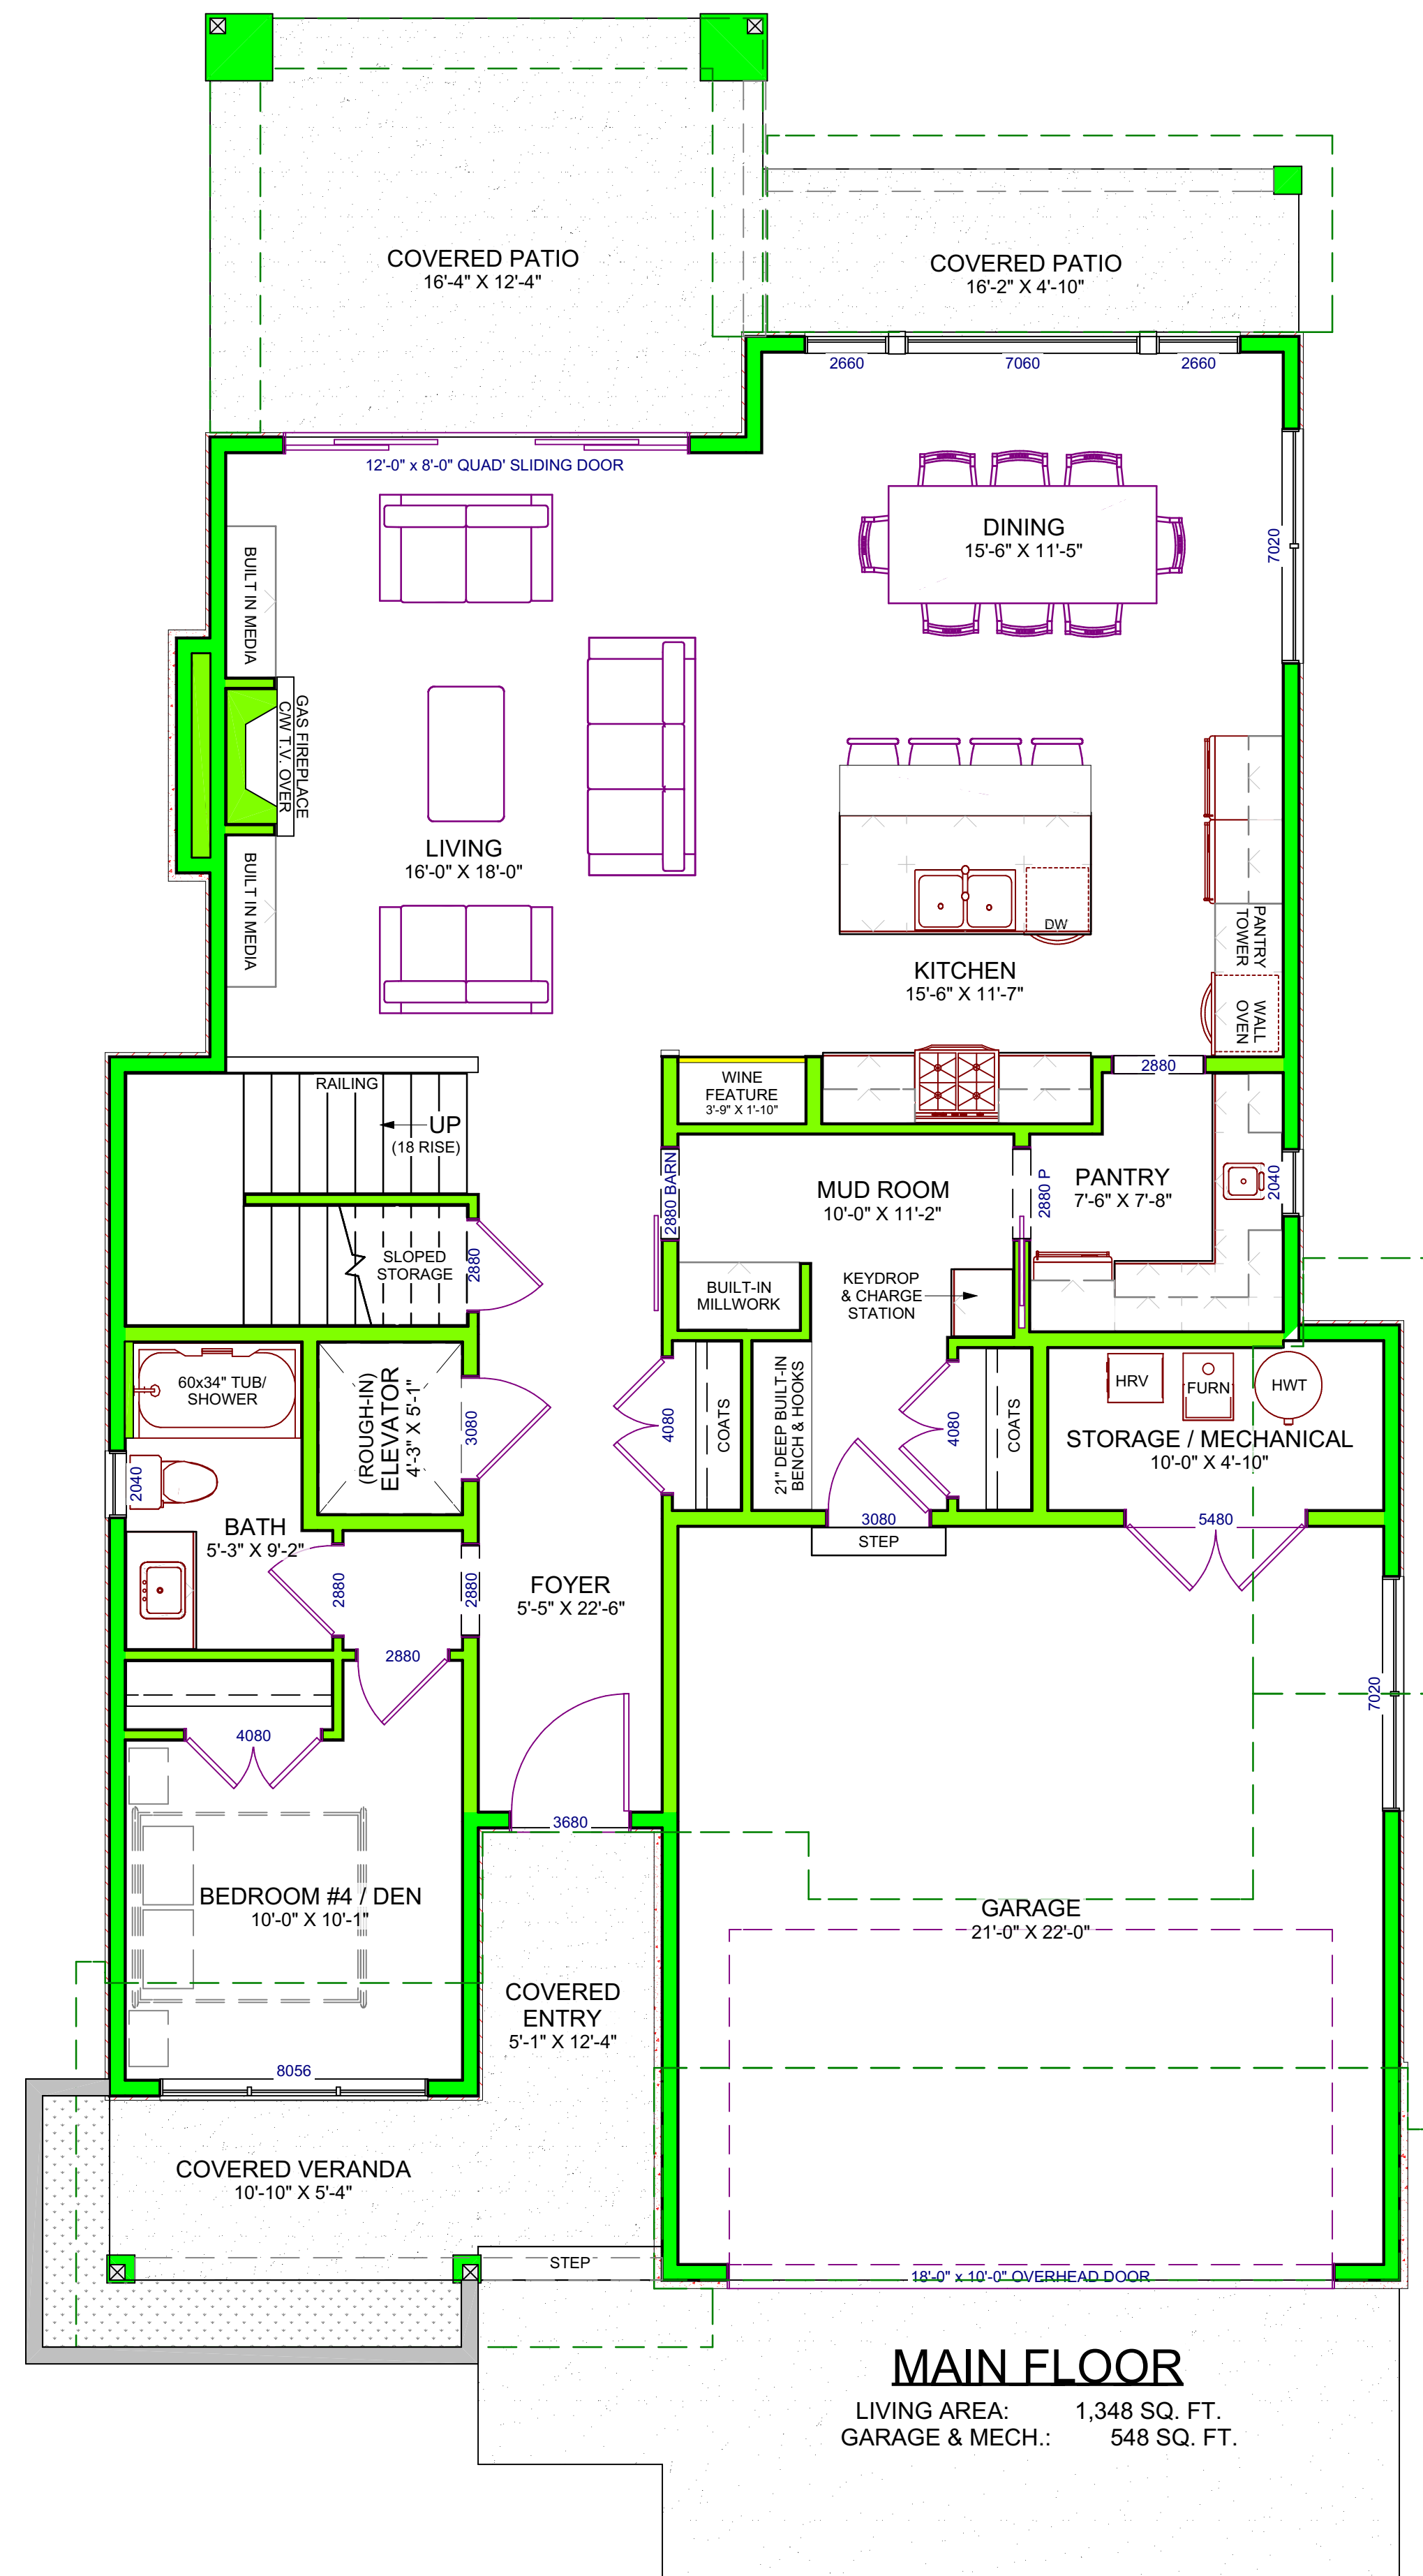 COVERED PATIO
16'-4" X 12'-4"
COVERED PATIO
16'-2" X 4'-10"
2660
7060
2660
12'-0" x 8'-0" QUAD' SLIDING DOOR
BUILT IN MEDIA
DINING
15'-6" X 11'-5"
7020
GAS FIREPLACE
C/W T.V. OVER
LIVING
16'-0" X 18'-0"
BUILT IN MEDIA
DW
PANTRY
TOWER
KITCHEN
15'-6" X 11'-7"
WALL
OVEN
RAILING
UP
(18 RISE)
WINE
FEATURE
3'-9" X 1'-10"
2880
2880 BARN
MUD ROOM
10'-0" X 11'-2"
2880 P
PANTRY
7'-6" X 7'-8"
2040
SLOPED
STORAGE
2880
BUILT-IN
MILLWORK
KEYDROP
& CHARGE
STATION
60x34" TUB/
SHOWER
(ROUGH-IN)
ELEVATOR
4'-3" X 5'-1"
3080
4080
COATS
21" DEEP BUILT-IN
BENCH & HOOKS
4080
COATS
HRV
FURN
HWT
STORAGE / MECHANICAL
10'-0" X 4'-10"
2040
BATH
5'-3" X 9'-2"
3080
STEP
5480
2880
2880
FOYER
5'-5" X 22'-6"
2880
7020
4080
3680
BEDROOM #4 / DEN
10'-0" X 10'-1"
GARAGE
21'-0" X 22'-0"
COVERED
ENTRY
5'-1" X 12'-4"
8056
COVERED VERANDA
10'-10" X 5'-4"
STEP
18'-0" x 10'-0" OVERHEAD DOOR
MAIN FLOOR
LIVING AREA: 1,348 SQ. FT.
GARAGE & MECH.: 548 SQ. FT.